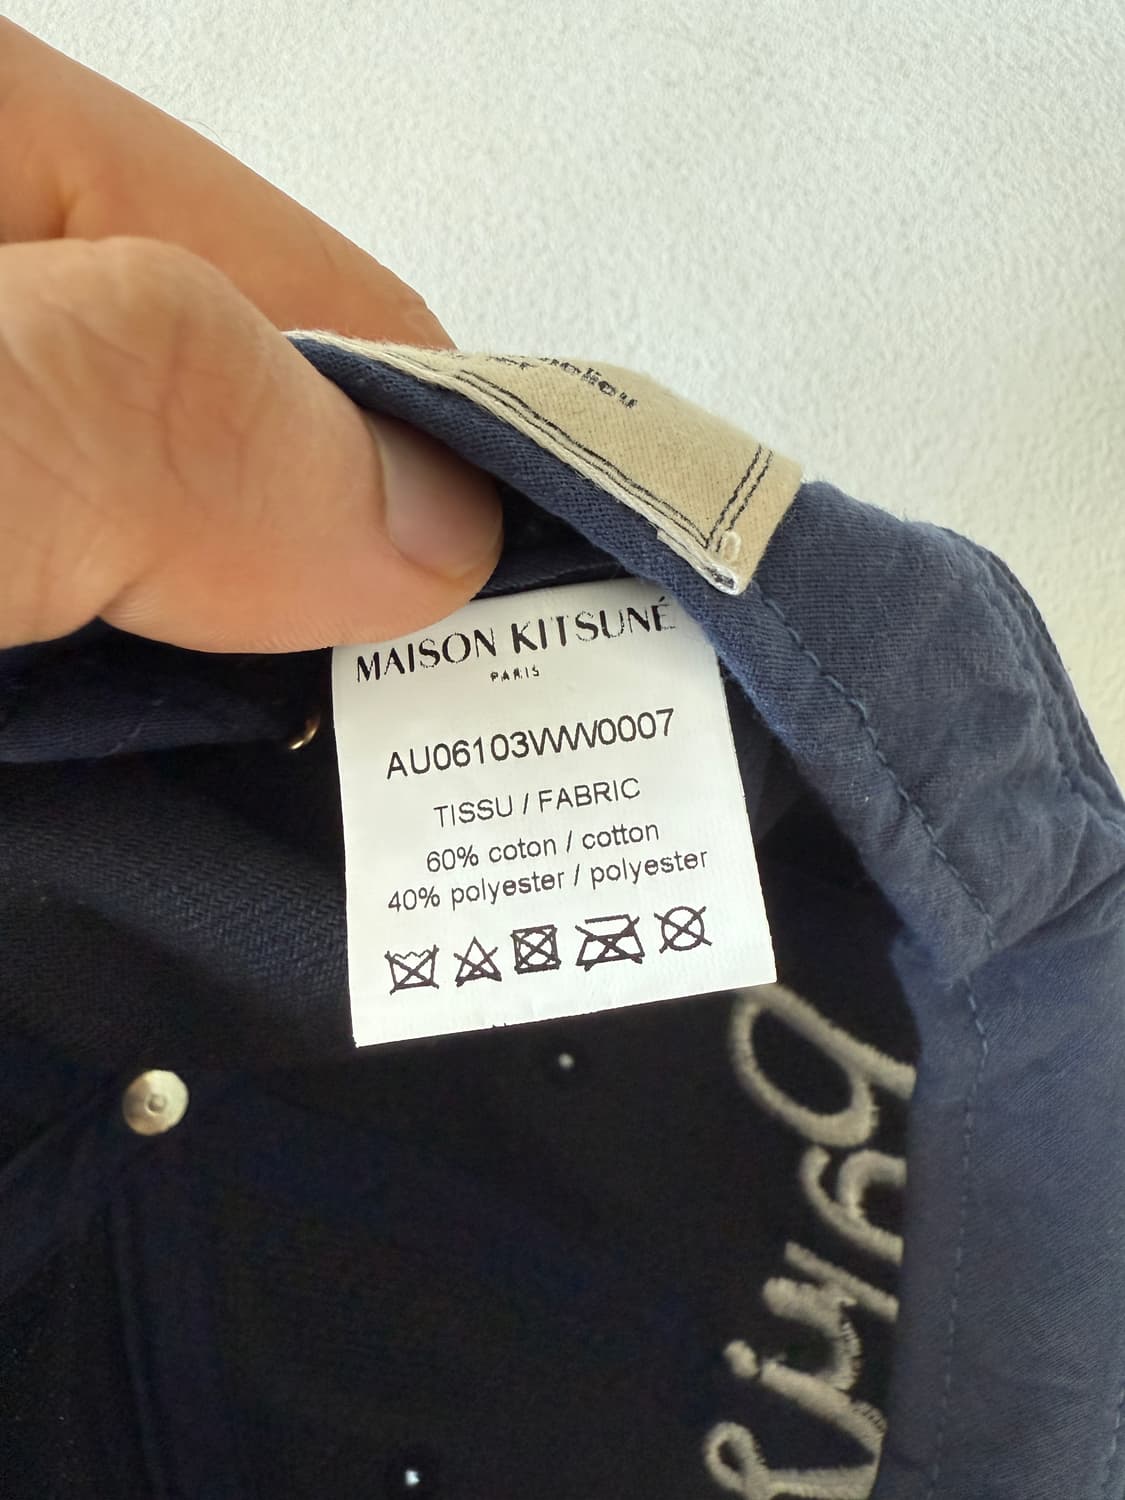 MAISON KITSUNÉ
PARIS
AU06103WW0007
TISSU / FABRIC
60% coton / cotton
40% polyester / polyester